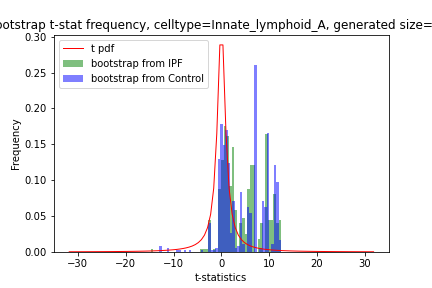 ootstrap t-stat frequency, celltype=Innate_lymphoid_A, generated size=
t pdf
bootstrap from IPF
bootstrap from Control
Frequency
0.30
0.25
0.20
0.15
0.10
0.05
0.00
−30 −20 −10 0 10 20 30
t-statistics